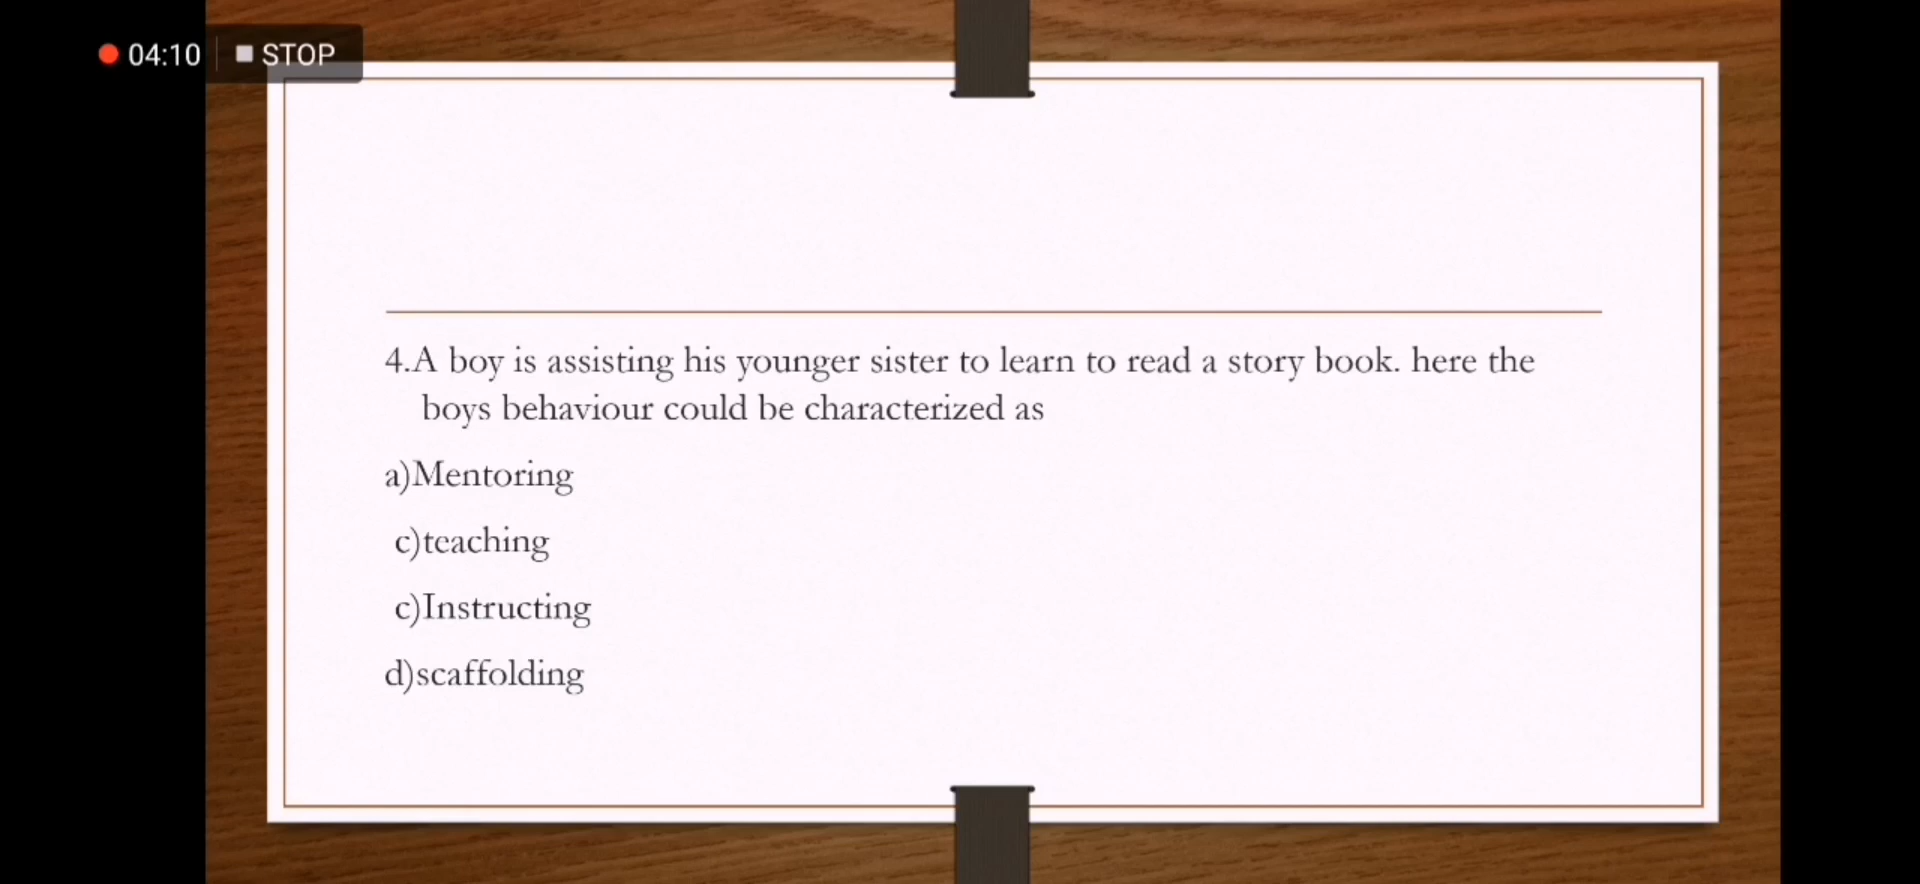 04:10 STOP
4.A boy is assisting his younger sister to learn to read a story book. here the
boys behaviour could be characterized as
a)Mentoring
c)teaching
c)Instructing
d)scaffolding